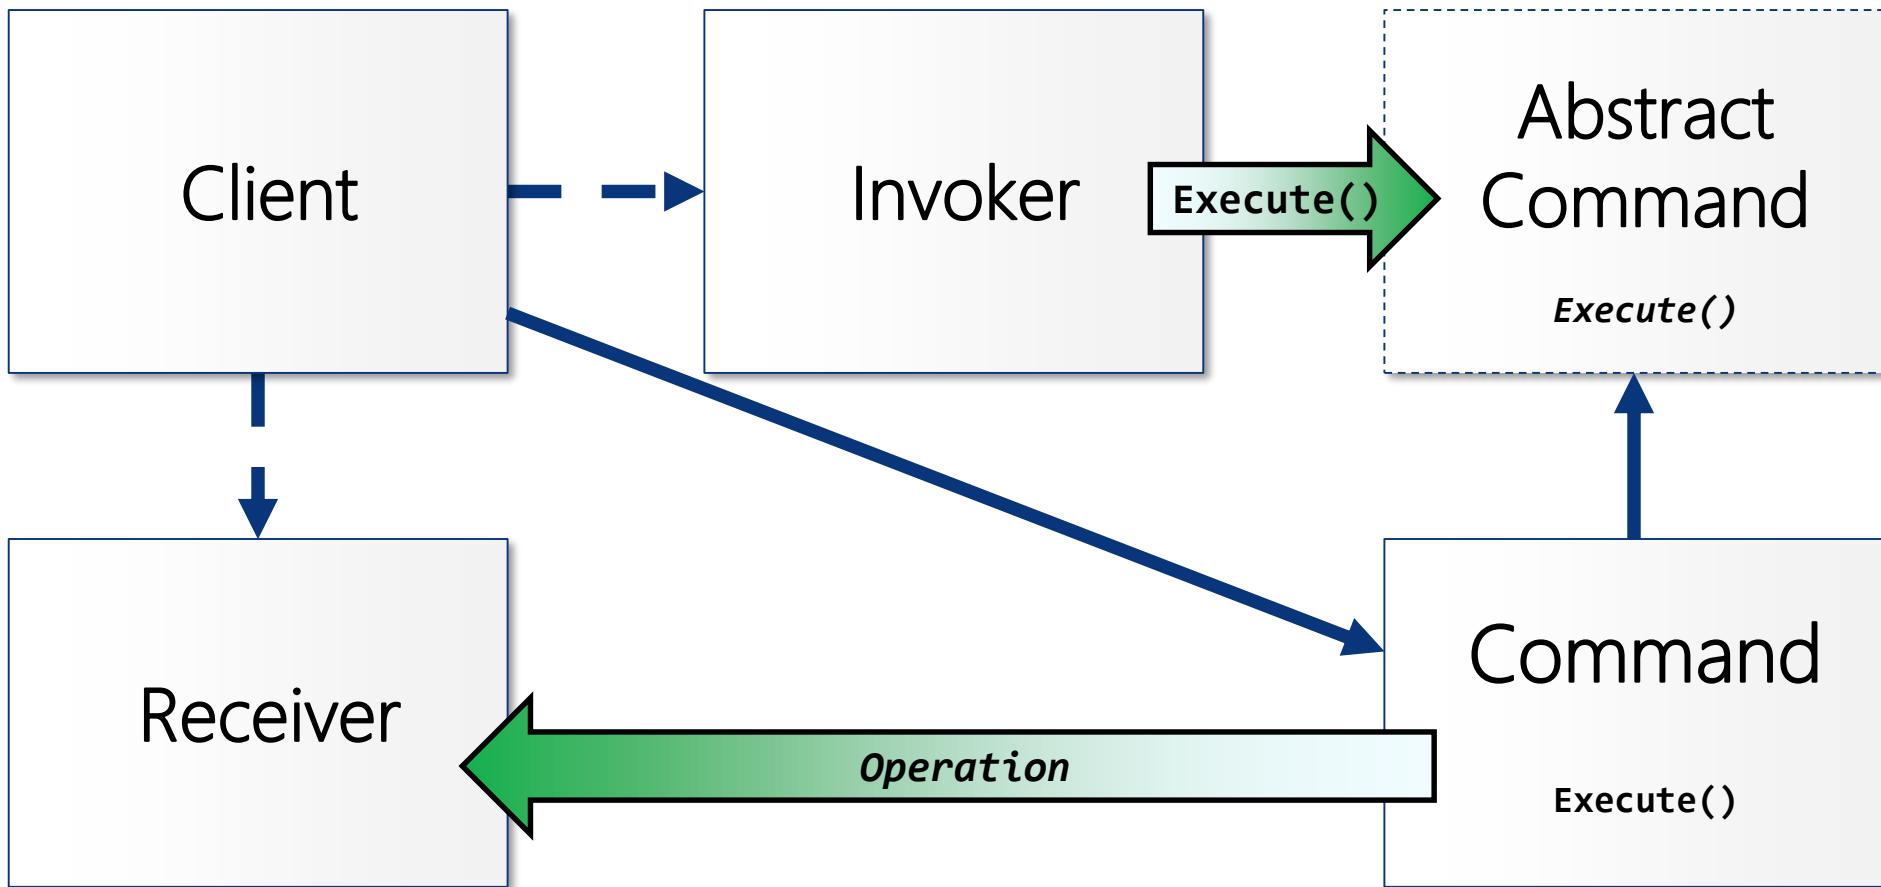 Client
Invoker
Execute()
Abstract
Command
Execute()
Receiver
Operation
Command
Execute()